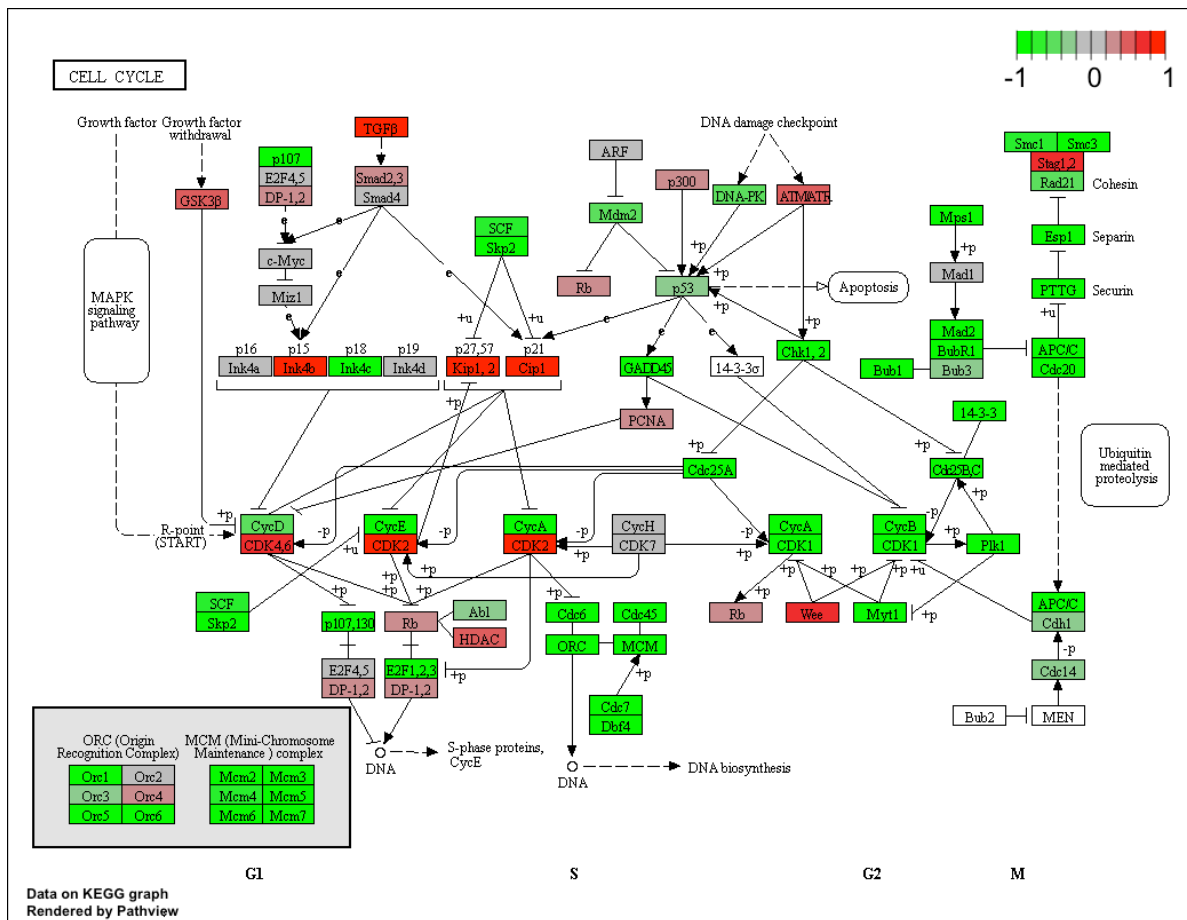 -1 0 1
CELL CYCLE
Growth factor
Growth factor
withdrawal
TGFβ
DNA damage checkpoint
Smc1 Smc3
Stag1,2
Rad21
Cohesin
p107
E2F4,5
DP-1,2
ARF
GSK3β
Smad2,3
Smad4
p300
DNA-PK
ATM/ATR
Mdm2
Mps1
+p
Esp1
Separin
SCF
Skp2
e
e
c-Myc
Miz1
e
e
+p
Rb
p53
+p
+p
Apoptosis
Mad1
PTTG
Securin
MAPK
signaling
pathway
+u
+u
e
e
+p
+u
Mad2
BubR1
Bub3
Bub1
APC/C
Cdc20
e
p16
Ink4a
p15
Ink4b
p18
Ink4c
p19
Ink4d
p27,57
Kip1, 2
p21
Cip1
GADD45
14-3-3σ
Chk1, 2
+p
PCNA
14-3-3
+p
+p
Cdc25A
Cdc25B,C
Ubiquitin
mediated
proteolysis
R-point
(START)
+p
CycD
CDK4,6
-p
CycE
CDK2
-p
CycA
CDK2
-p
+p
CycH
CDK7
-p
+p
CycA
CDK1
CycB
CDK1
-p
+p
+p
Plk1
+u
+p
+p
+p
+p
+u
+p
+p
+p
+p
SCF
Skp2
p107,130
Rb
Abl
HDAC
Cdc6
Cdc45
ORC
MCM
Rb
Wee
Myt1
+p
APC/C
Cdh1
-p
Cdc14
E2F4,5
DP-1,2
E2F1,2,3
DP-1,2
+p
+p
Cdc7
Dbf4
Bub2
MEN
DNA
S-phase proteins,
CycE
DNA
DNA biosynthesis
ORC (Origin
Recognition Complex)
MCM (Mini-Chromosome
Maintenance ) complex
Orc1 Orc2
Orc3 Orc4
Orc5 Orc6
Mcm2 Mcm3
Mcm4 Mcm5
Mcm6 Mcm7
G1 S G2 M
Data on KEGG graph
Rendered by Pathview